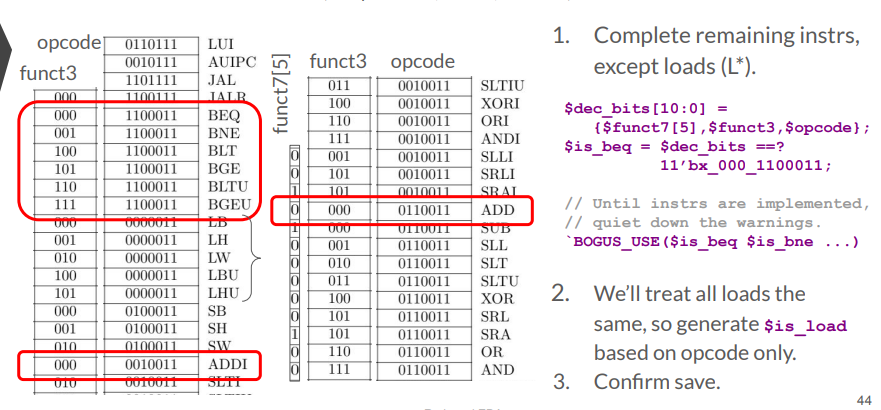 opcode
funct3
0110111 LUI
0010111 AUIPC
1101111 JAL
000 1100111 JALR
000 1100011 BEQ
001 1100011 BNE
100 1100011 BLT
101 1100011 BGE
110 1100011 BLTU
111 1100011 BGEU
000 0000011 LB
001 0000011 LH
010 0000011 LW
100 0000011 LBU
101 0000011 LHU
000 0100011 SB
001 0100011 SH
010 0100011 SW
000 0010011 ADDI
010 0010011 SLTI
funct7[5]
funct3 opcode
011 0010011 SLTIU
100 0010011 XORI
110 0010011 ORI
111 0010011 ANDI
0 001 0010011 SLLI
0 101 0010011 SRLI
1 101 0010011 SRAI
0 000 0110011 ADD
1 000 0110011 SUB
0 001 0110011 SLL
0 010 0110011 SLT
0 011 0110011 SLTU
0 100 0110011 XOR
0 101 0110011 SRL
1 101 0110011 SRA
0 110 0110011 OR
0 111 0110011 AND
1. Complete remaining instrs,
except loads (L*).
$dec_bits[10:0] =
{$funct7[5],$funct3,$opcode};
$is_beq = $dec_bits ==?
11’bx_000_1100011;
// Until instrs are implemented,
// quiet down the warnings.
`BOGUS_USE($is_beq $is_bne ...)
2. We’ll treat all loads the
same, so generate $is_load
based on opcode only.
3. Confirm save.
44